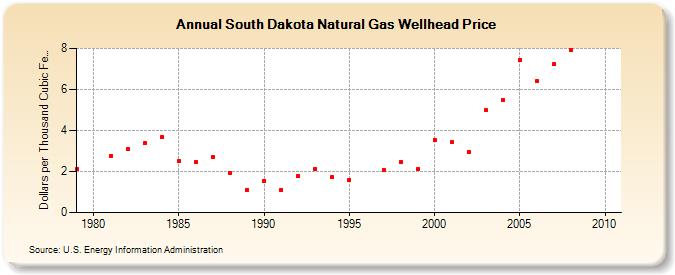 Annual South Dakota Natural Gas Wellhead Price
Dollars per Thousand Cubic Fe...
8
6
4
2
0
1980 1985 1990 1995 2000 2005 2010
Source: U.S. Energy Information Administration